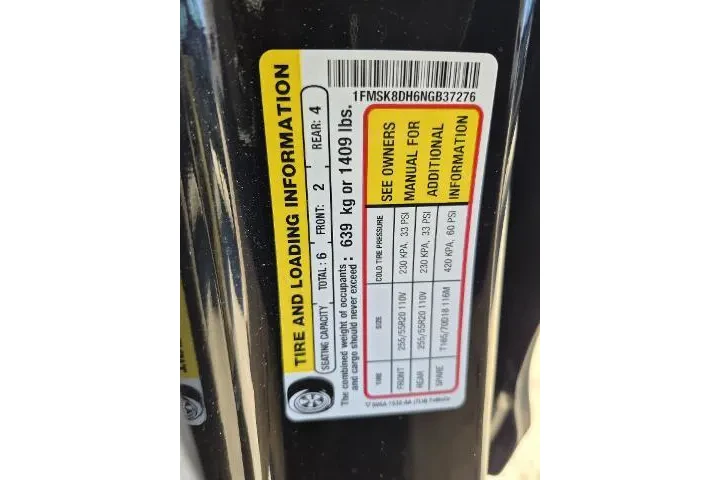 1FMSK8DH6NGB37276
TIRE AND LOADING INFORMATION
SEATING CAPACITY TOTAL: 6 FRONT: 2 REAR: 4
The combined weight of occupants
and cargo should never exceed: 639 kg or 1409 lbs.
TIRE SIZE COLD TIRE PRESSURE
FRONT 255/55R20 110V 230 KPA, 33 PSI
REAR 255/55R20 110V 230 KPA, 33 PSI
SPARE T165/70D18 116M 420 KPA, 60 PSI
SEE OWNERS
MANUAL FOR
ADDITIONAL
INFORMATION